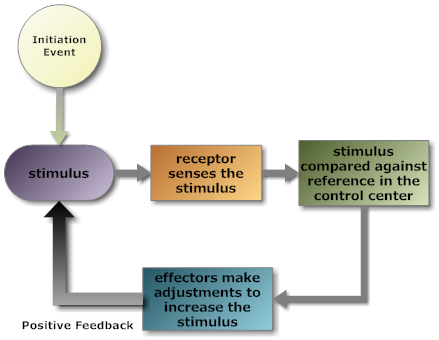 Initiation
Event
stimulus
receptor
senses the
stimulus
stimulus
compared against
reference in the
control center
effectors make
adjustments to
increase the
stimulus
Positive Feedback